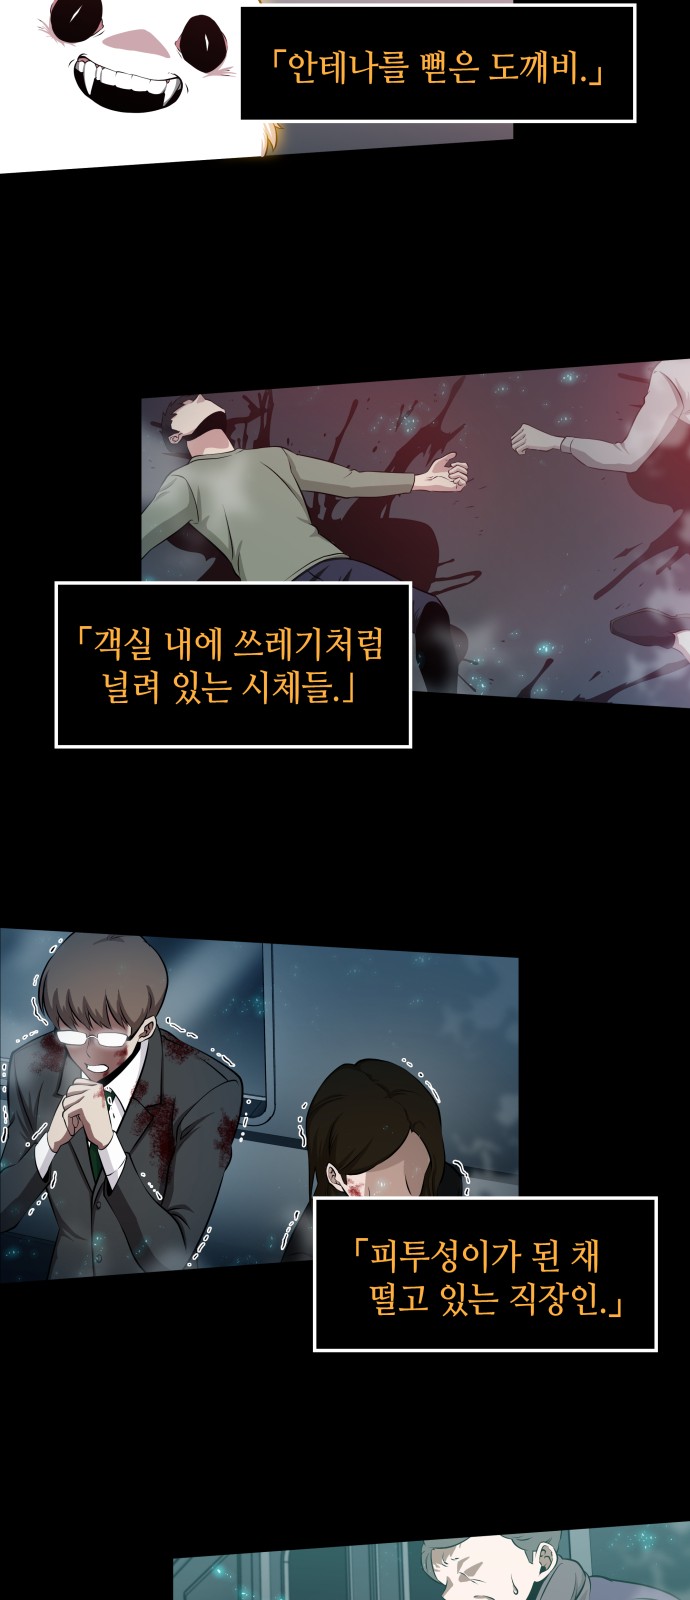 「안테나를 뻗은 도깨비.」
「객실 내에 쓰레기처럼
널려 있는 시체들.」
「피투성이가 된 채
떨고 있는 직장인.」